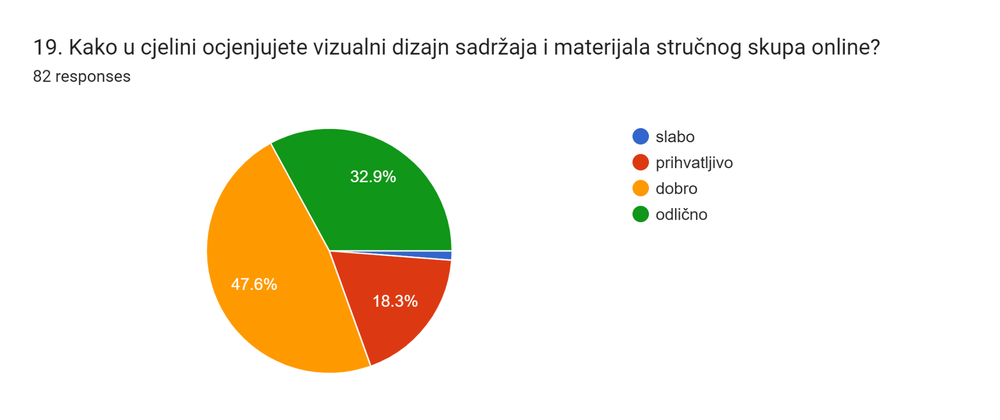 19. Kako u cjelini ocjenjujete vizualni dizajn sadržaja i materijala stručnog skupa online?
82 responses
32.9%
47.6%
18.3%
slabo
prihvatljivo
dobro
odlično